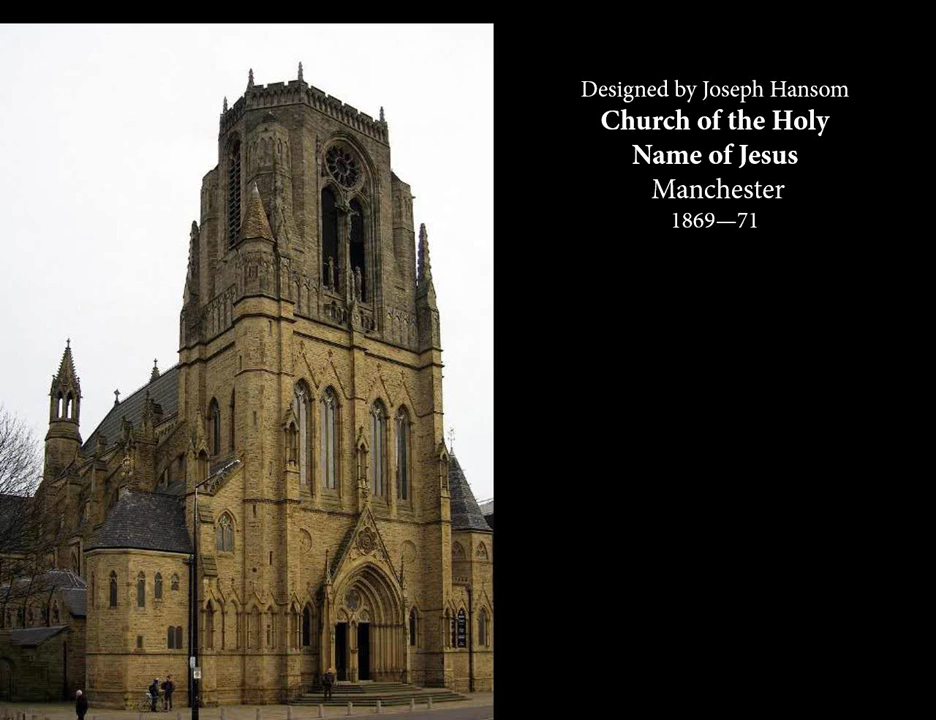 Designed by Joseph Hansom
Church of the Holy
Name of Jesus
Manchester
1869—71